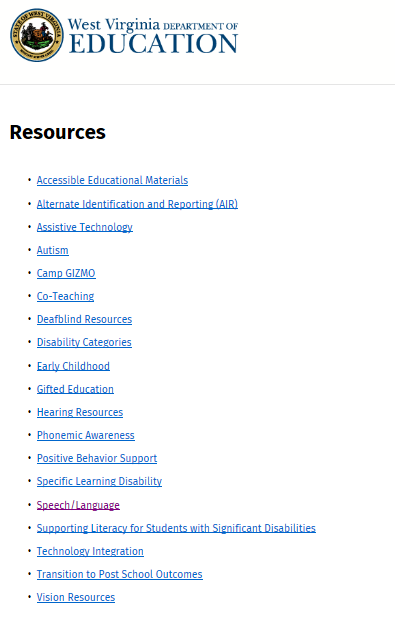 West Virginia DEPARTMENT OF
EDUCATION
Resources
• Accessible Educational Materials
• Alternate Identification and Reporting (AIR)
• Assistive Technology
• Autism
• Camp GIZMO
• Co-Teaching
• Deafblind Resources
• Disability Categories
• Early Childhood
• Gifted Education
• Hearing Resources
• Phonemic Awareness
• Positive Behavior Support
• Specific Learning Disability
• Speech/Language
• Supporting Literacy for Students with Significant Disabilities
• Technology Integration
• Transition to Post School Outcomes
• Vision Resources